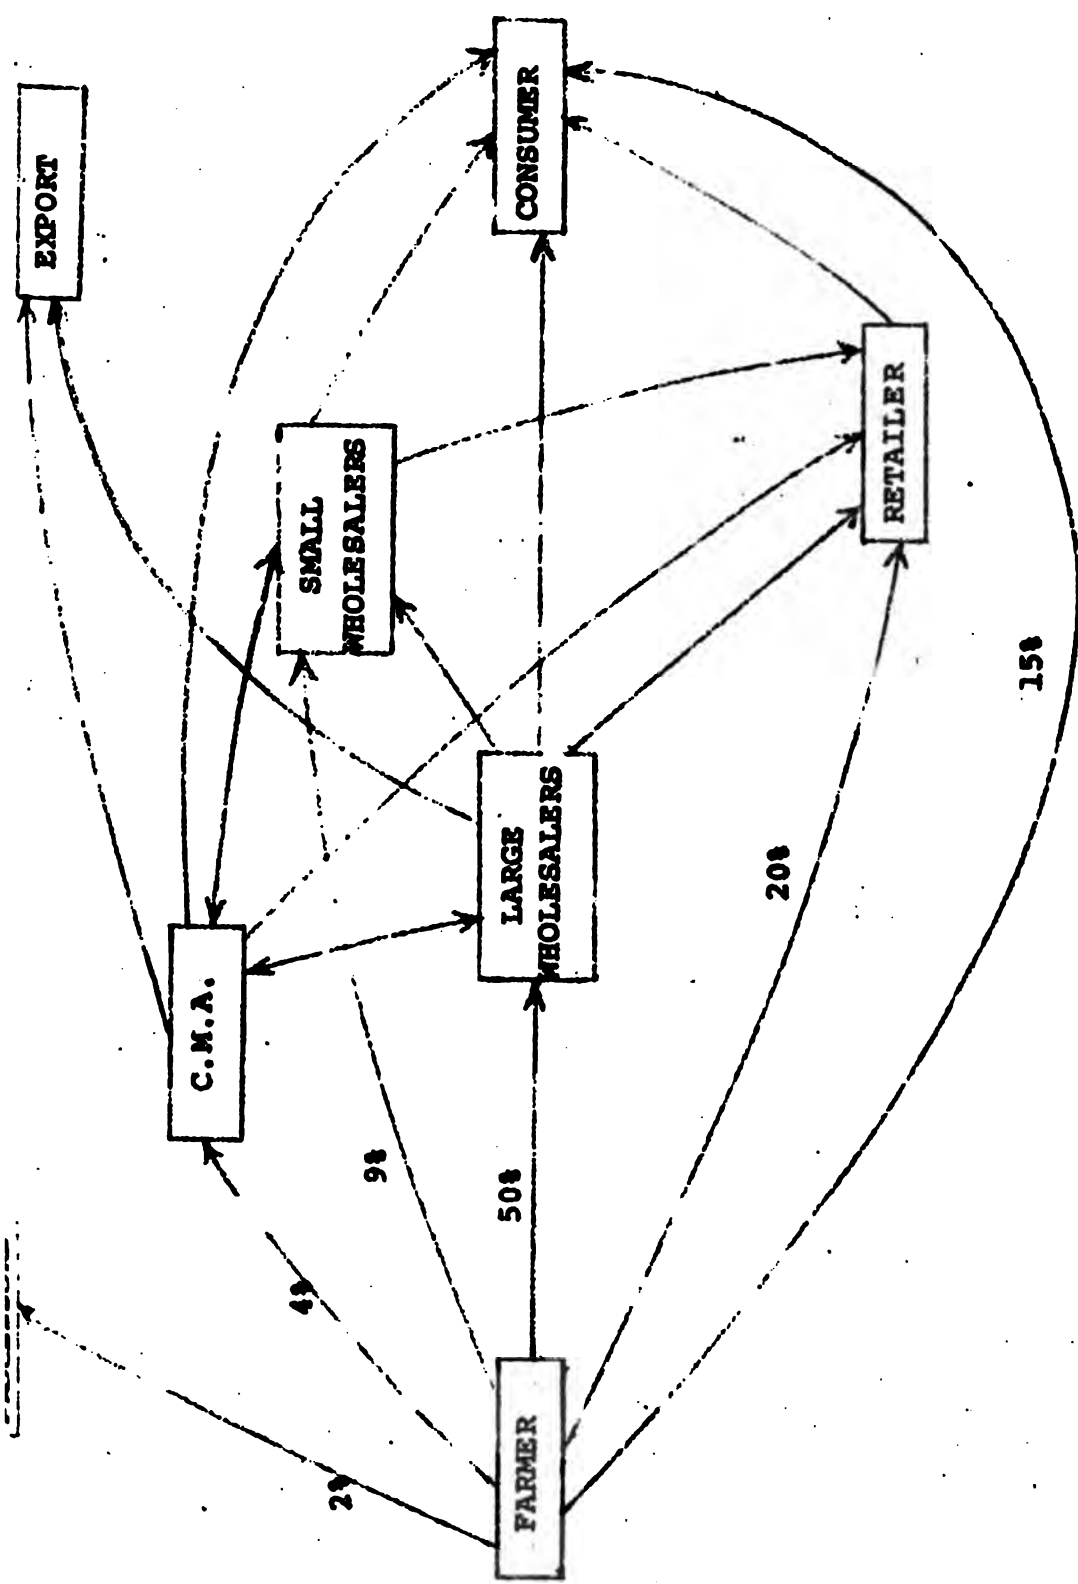 EXPORT
CONSUMER
SMALL
WHOLESALERS
RETAILER
C.M.A.
LARGE
WHOLESALERS
15%
20%
9%
50%
4%
2%
FARMER